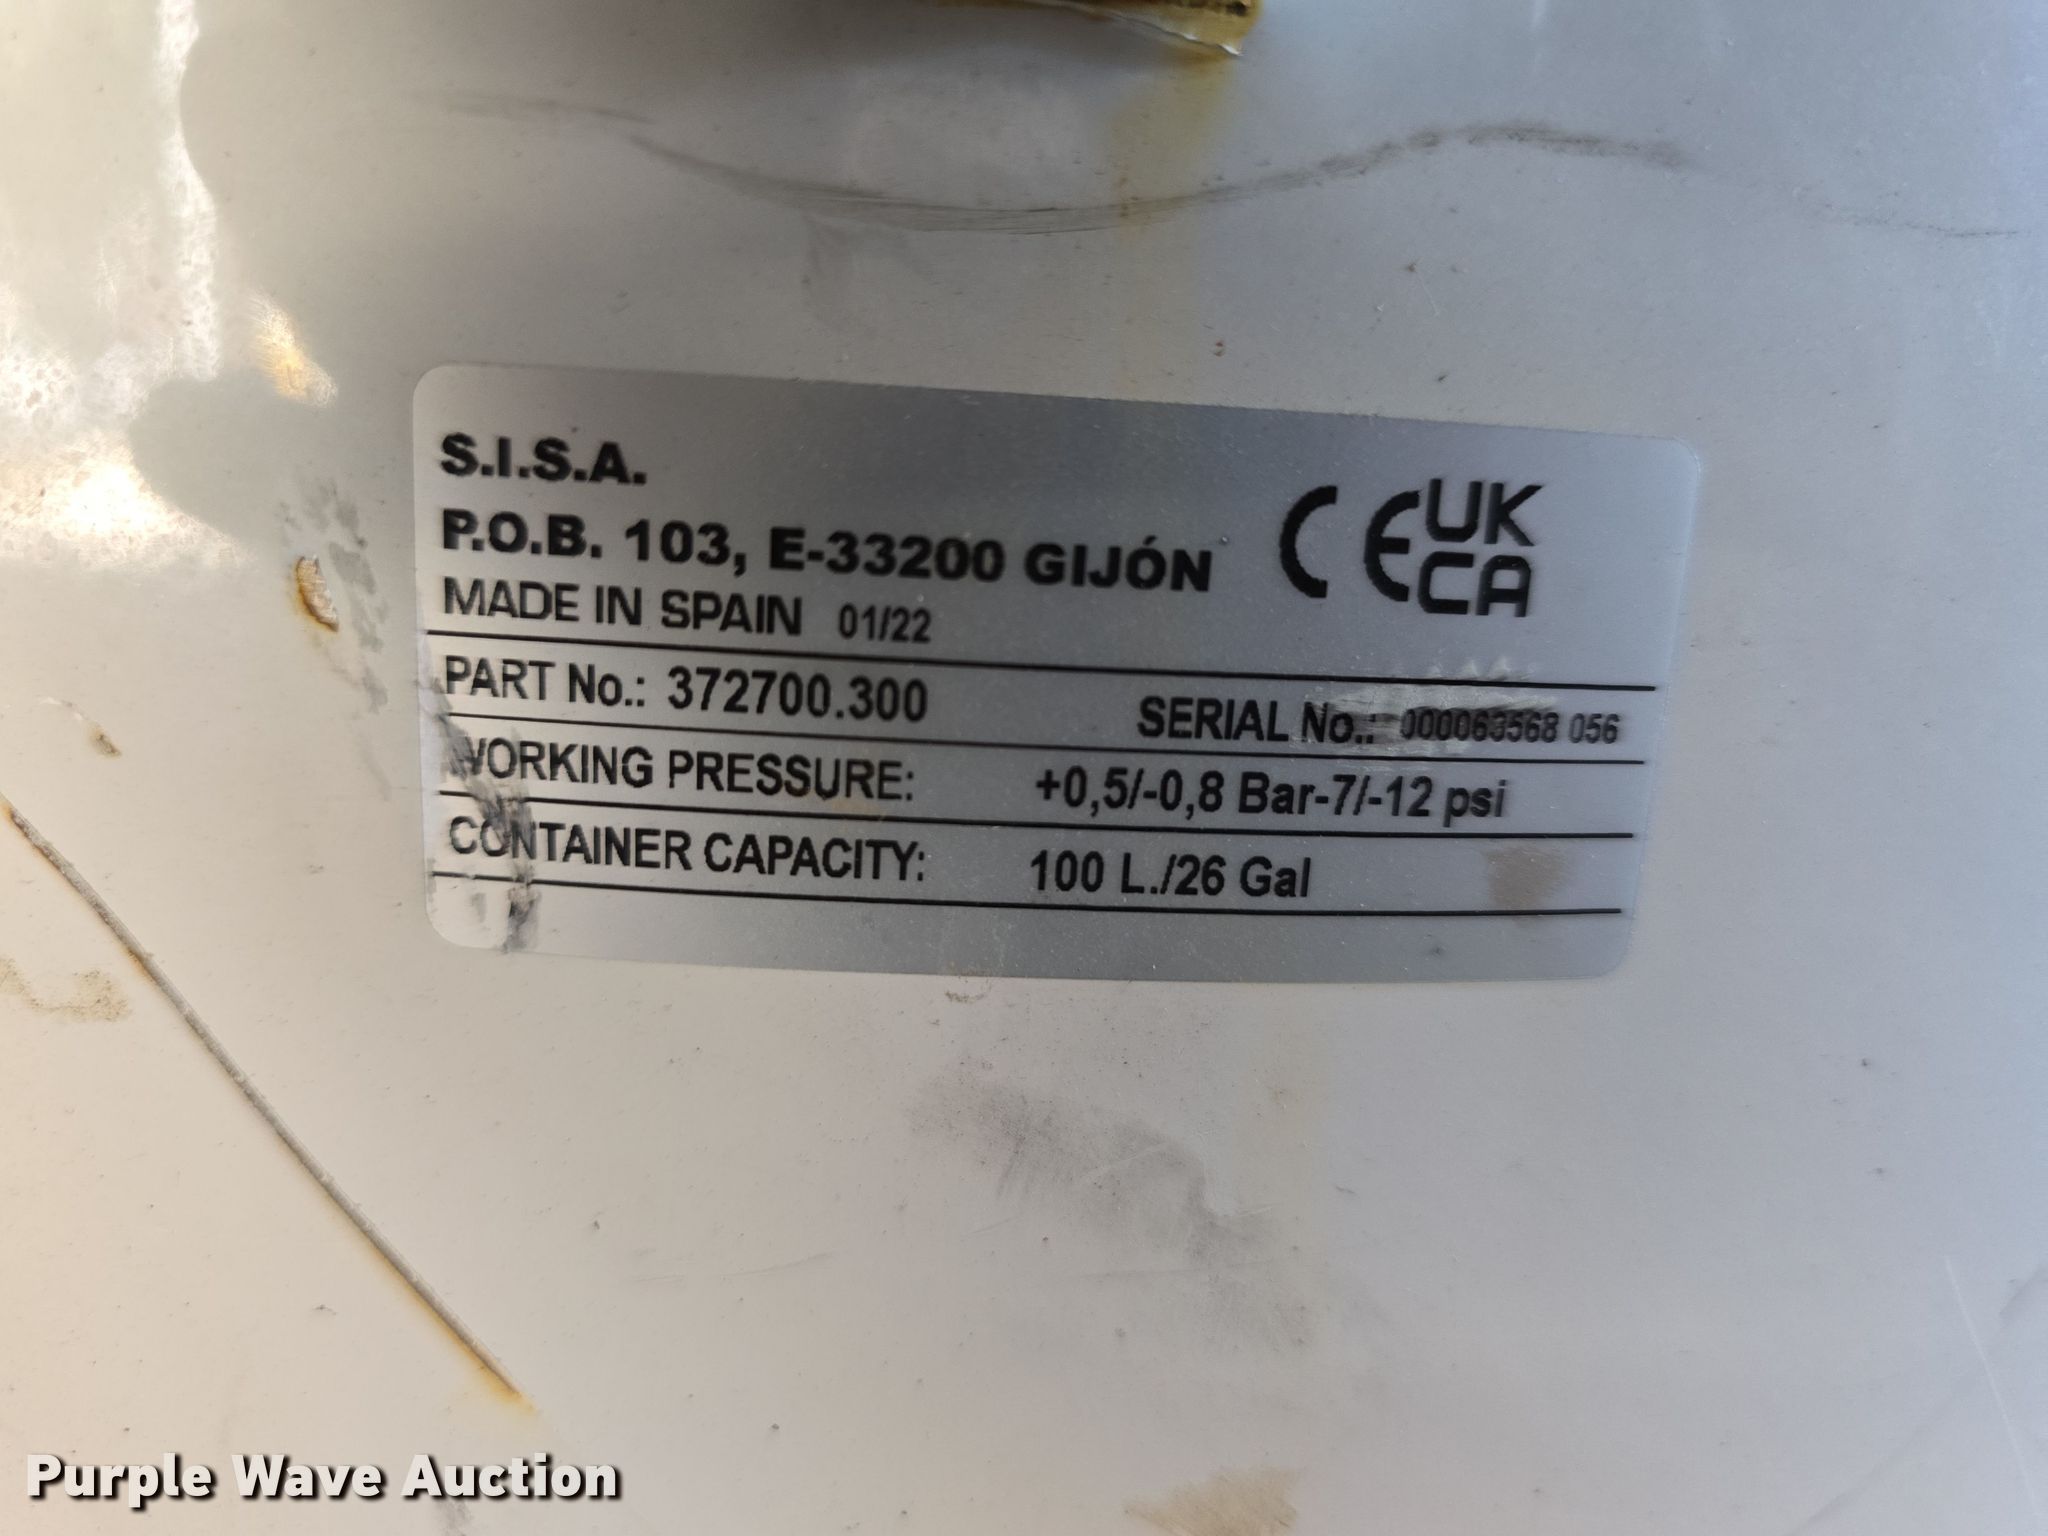 S.I.S.A.
P.O.B. 103, E-33200 GIJÓN
MADE IN SPAIN 01/22
CE UK CA
PART No.: 372700.300
SERIAL No.: 000063568 056
WORKING PRESSURE: +0,5/-0,8 Bar-7/-12 psi
CONTAINER CAPACITY: 100 L./26 Gal
Purple Wave Auction